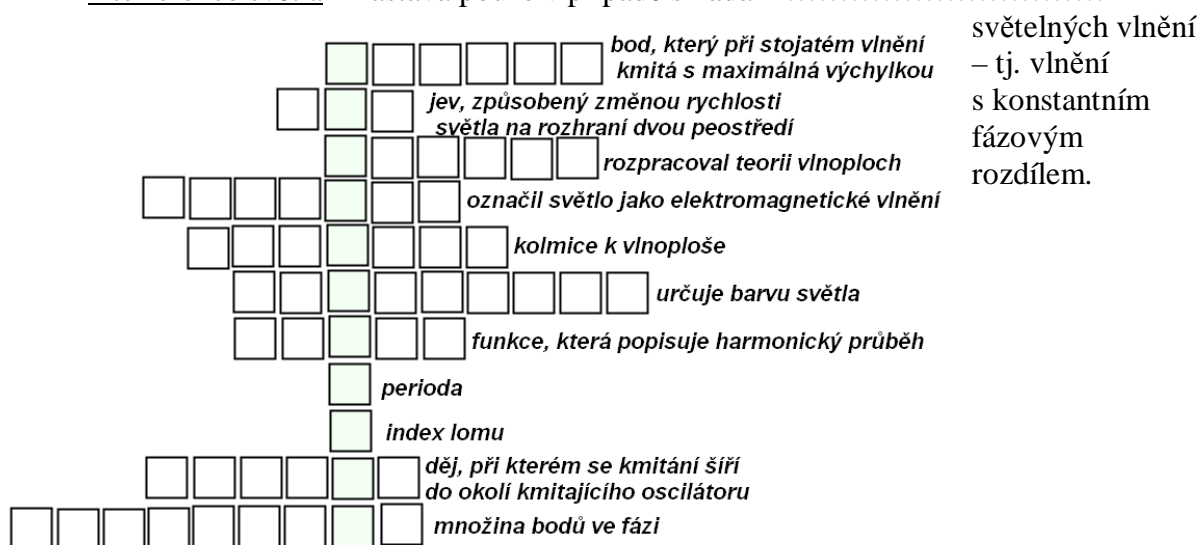 světelných vlnění
– tj. vlnění
s konstantním
fázovým
rozdílem.
bod, který při stojatém vlnění
kmitá s maximálná výchylkou
jev, způsobený změnou rychlosti
světla na rozhraní dvou peostředí
rozpracoval teorii vlnoploch
označil světlo jako elektromagnetické vlnění
kolmice k vlnoploše
určuje barvu světla
funkce, která popisuje harmonický průběh
perioda
index lomu
děj, při kterém se kmitání šíří
do okolí kmitajícího oscilátoru
množina bodů ve fázi